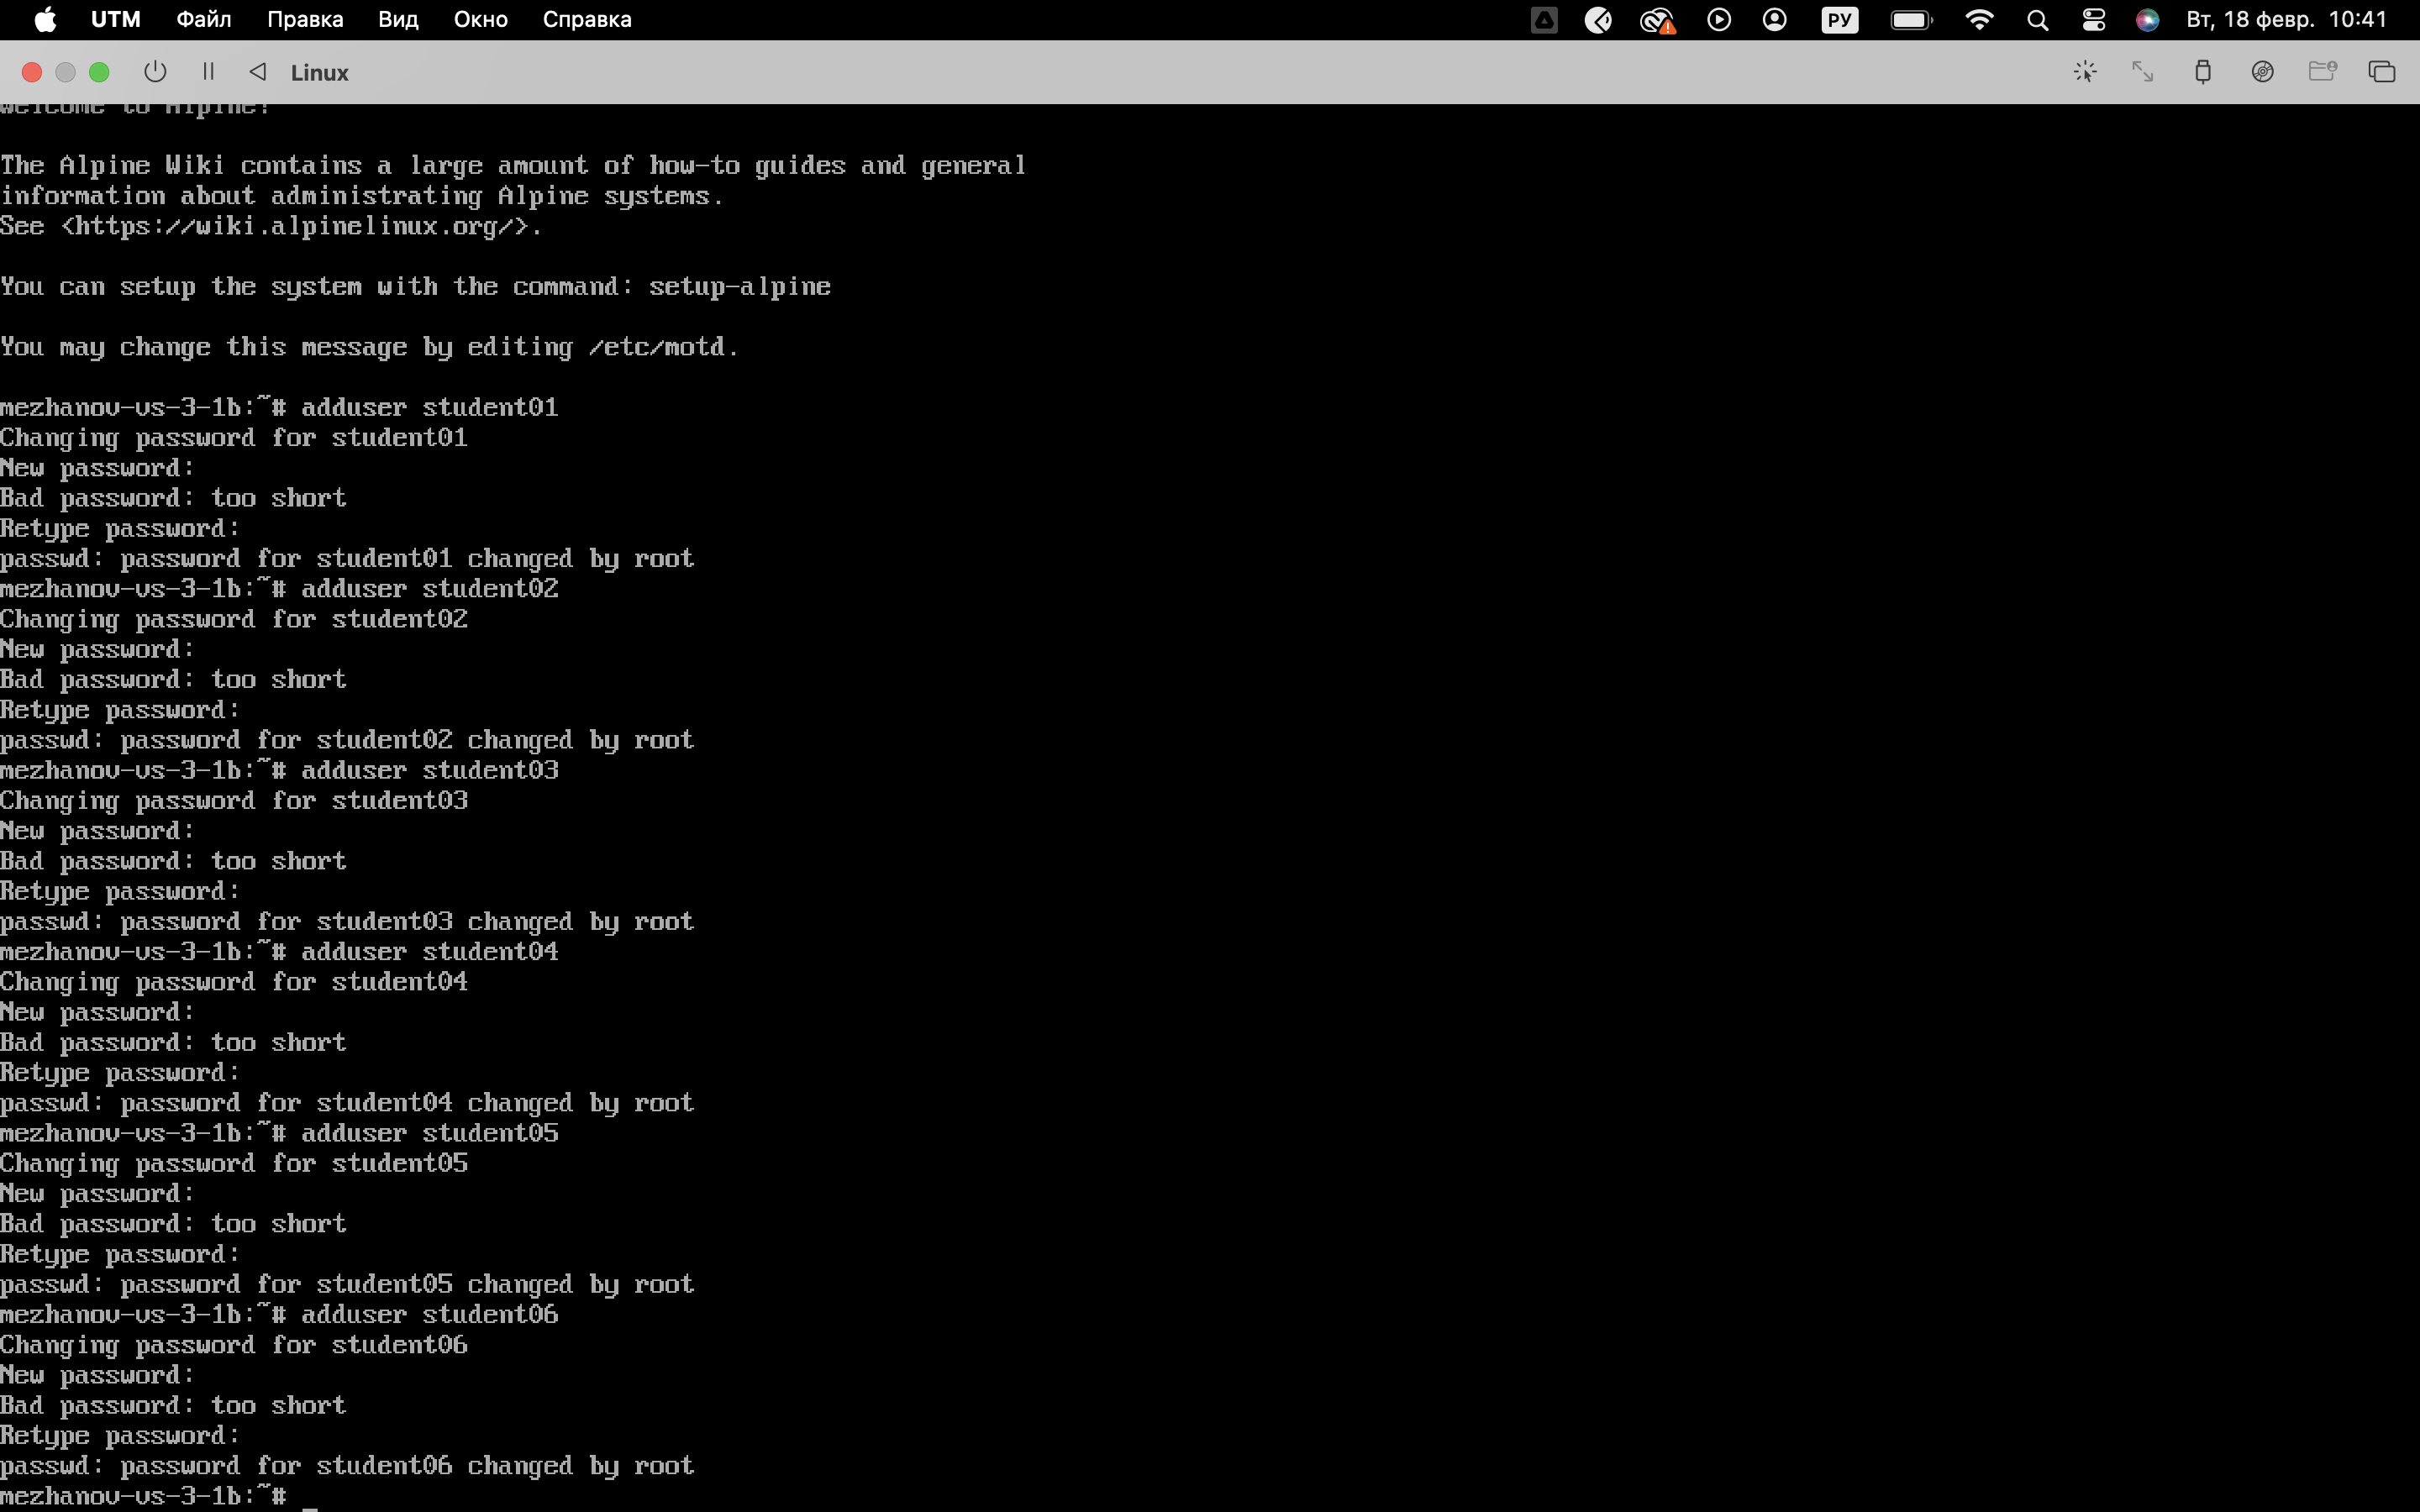 UTM Файл Правка Вид Окно Справка РУ Вт, 18 февр. 10:41
Linux
Welcome to Alpine!
The Alpine Wiki contains a large amount of how-to guides and general
information about administrating Alpine systems.
See <https://wiki.alpinelinux.org/>.
You can setup the system with the command: setup-alpine
You may change this message by editing /etc/motd.
mezhanov-vs-3-1b:~# adduser student01
Changing password for student01
New password:
Bad password: too short
Retype password:
passwd: password for student01 changed by root
mezhanov-vs-3-1b:~# adduser student02
Changing password for student02
New password:
Bad password: too short
Retype password:
passwd: password for student02 changed by root
mezhanov-vs-3-1b:~# adduser student03
Changing password for student03
New password:
Bad password: too short
Retype password:
passwd: password for student03 changed by root
mezhanov-vs-3-1b:~# adduser student04
Changing password for student04
New password:
Bad password: too short
Retype password:
passwd: password for student04 changed by root
mezhanov-vs-3-1b:~# adduser student05
Changing password for student05
New password:
Bad password: too short
Retype password:
passwd: password for student05 changed by root
mezhanov-vs-3-1b:~# adduser student06
Changing password for student06
New password:
Bad password: too short
Retype password:
passwd: password for student06 changed by root
mezhanov-vs-3-1b:~#